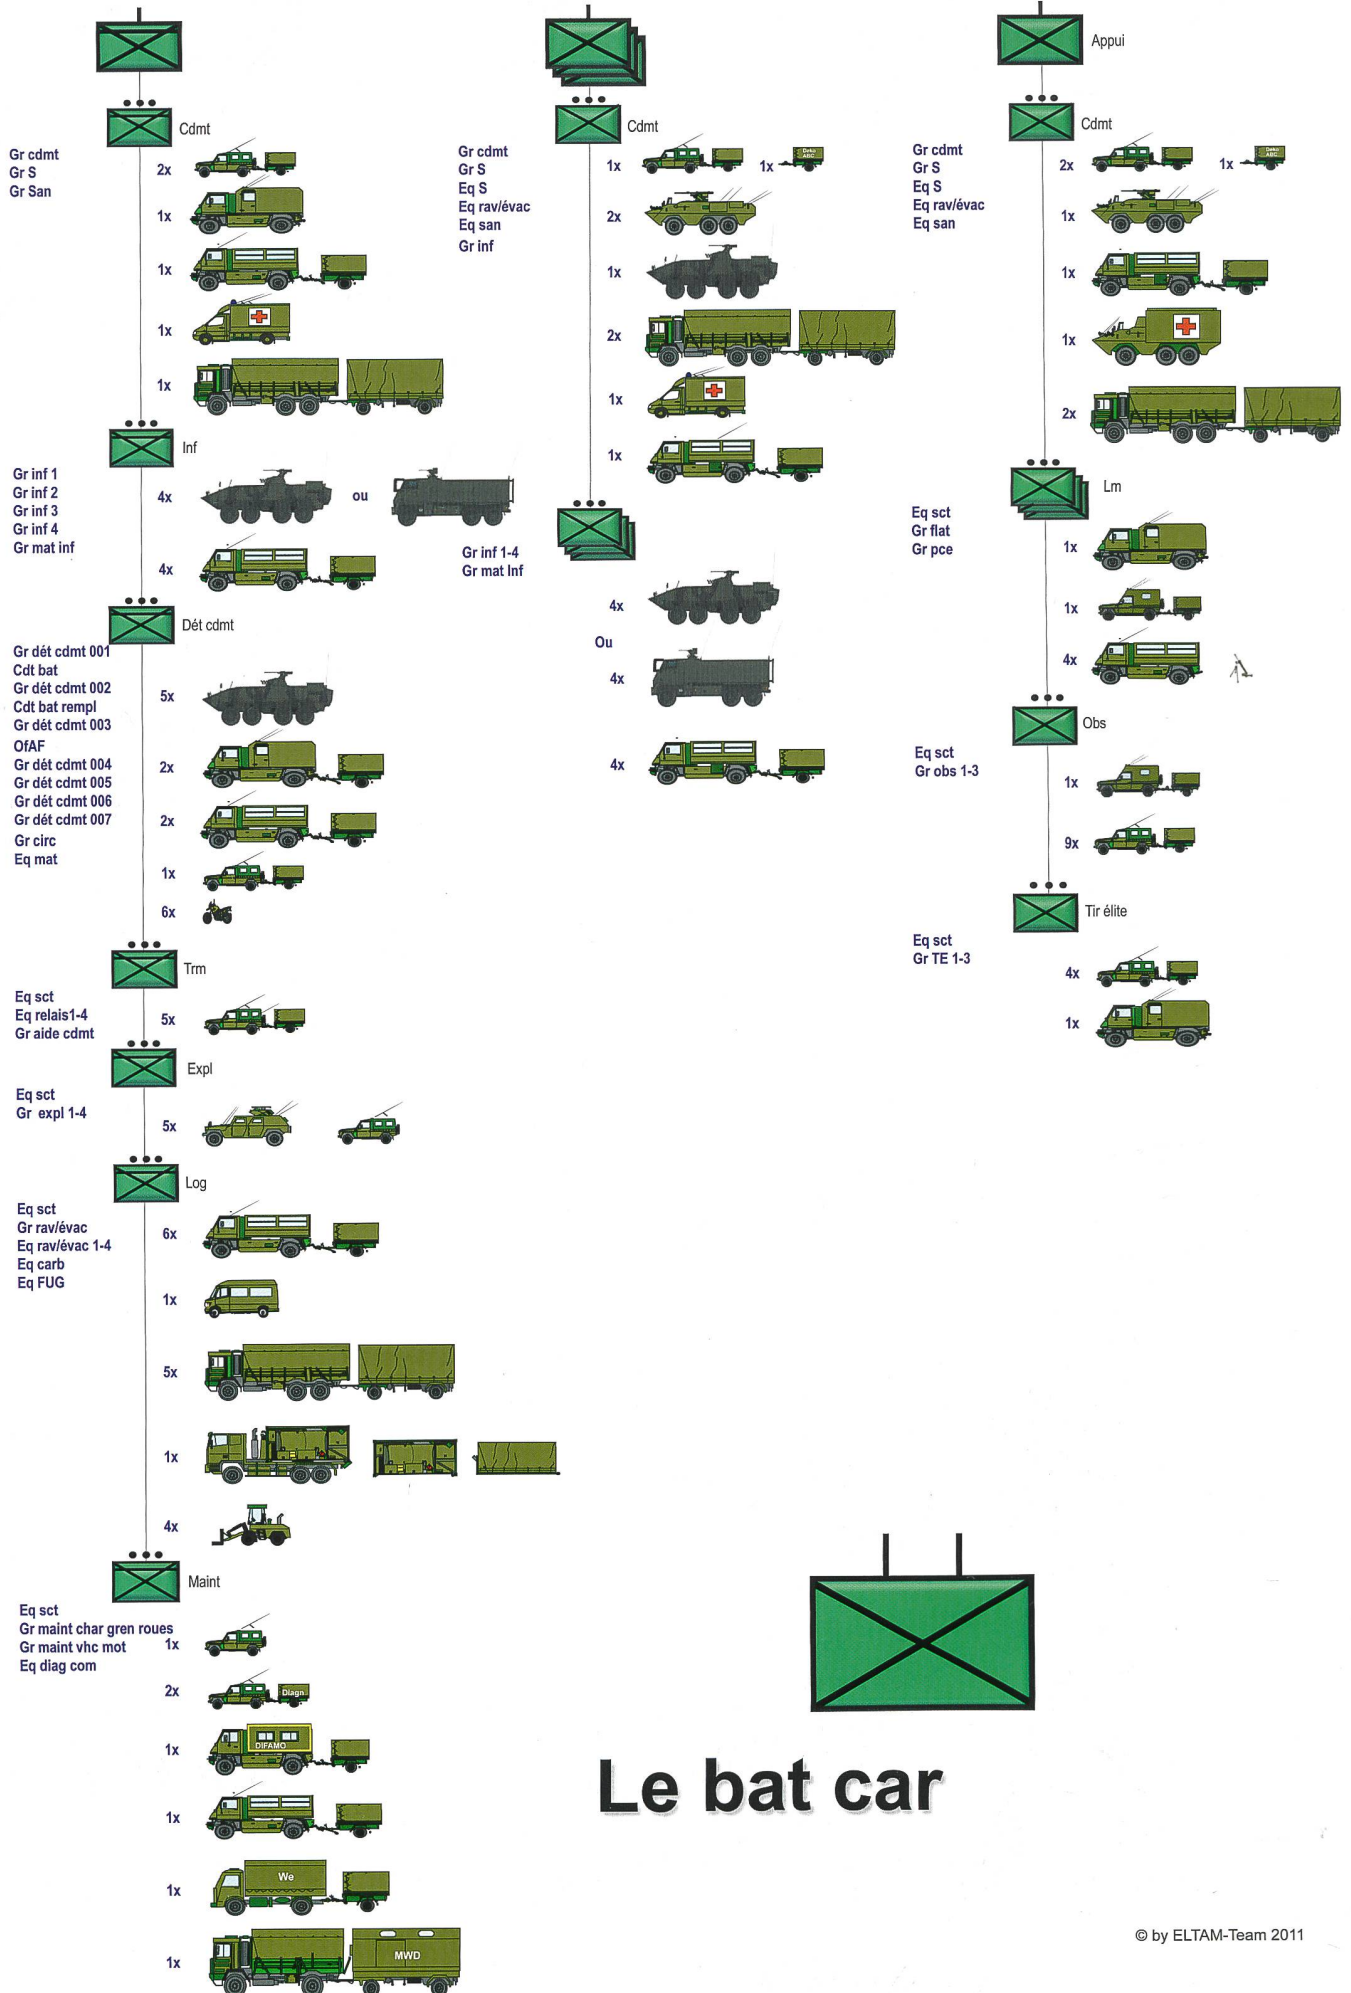 Cdmt
Gr cdmt
Gr S
Gr San
2x
1x
1x
1x
1x
Inf
Gr inf 1
Gr inf 2
Gr inf 3
Gr inf 4
Gr mat inf
4x
ou
4x
Dét cdmt
Gr dét cdmt 001
Cdt bat
Gr dét cdmt 002
Cdt bat rempl
Gr dét cdmt 003
OfAF
Gr dét cdmt 004
Gr dét cdmt 005
Gr dét cdmt 006
Gr dét cdmt 007
Gr circ
Eq mat
5x
2x
2x
1x
6x
Trm
Eq sct
Eq relais1-4
Gr aide cdmt
5x
Expl
Eq sct
Gr expl 1-4
5x
Log
Eq sct
Gr rav/évac
Eq rav/évac 1-4
Eq carb
Eq FUG
6x
1x
5x
1x
4x
Maint
Eq sct
Gr maint char gren roues
Gr maint vhc mot
Eq diag com
1x
2x
Diagn
1x
DIFAMO
1x
1x
We
1x
MWD
Cdmt
Gr cdmt
Gr S
Eq S
Eq rav/évac
Eq san
Gr inf
1x
1x
Deko
ABC
2x
1x
2x
1x
1x
Gr inf 1-4
Gr mat Inf
4x
Ou
4x
4x
Appui
Cdmt
Gr cdmt
Gr S
Eq S
Eq rav/évac
Eq san
2x
1x
Deko
ABC
1x
1x
1x
2x
Lm
Eq sct
Gr flat
Gr pce
1x
1x
4x
Obs
Eq sct
Gr obs 1-3
1x
9x
Tir élite
Eq sct
Gr TE 1-3
4x
1x
Le bat car
© by ELTAM-Team 2011